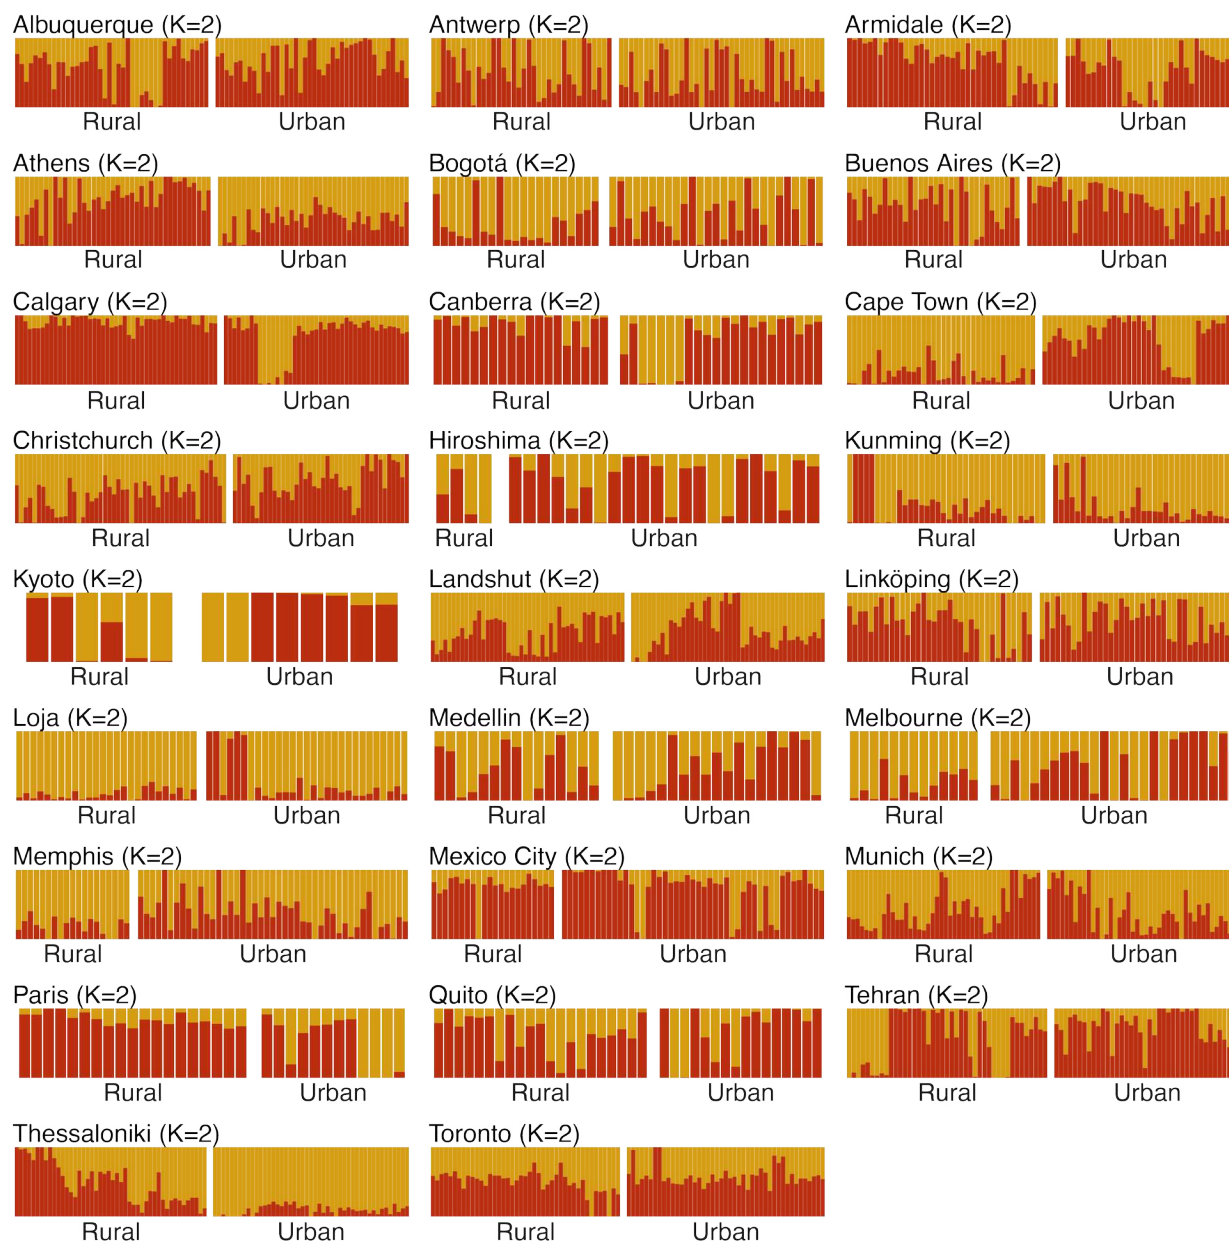 Albuquerque (K=2) Antwerp (K=2) Armidale (K=2)
Rural Urban Rural Urban Rural Urban
Athens (K=2) Bogotá (K=2) Buenos Aires (K=2)
Rural Urban Rural Urban Rural Urban
Calgary (K=2) Canberra (K=2) Cape Town (K=2)
Rural Urban Rural Urban Rural Urban
Christchurch (K=2) Hiroshima (K=2) Kunming (K=2)
Rural Urban Rural Urban Rural Urban
Kyoto (K=2) Landshut (K=2) Linköping (K=2)
Rural Urban Rural Urban Rural Urban
Loja (K=2) Medellin (K=2) Melbourne (K=2)
Rural Urban Rural Urban Rural Urban
Memphis (K=2) Mexico City (K=2) Munich (K=2)
Rural Urban Rural Urban Rural Urban
Paris (K=2) Quito (K=2) Tehran (K=2)
Rural Urban Rural Urban Rural Urban
Thessaloniki (K=2) Toronto (K=2)
Rural Urban Rural Urban